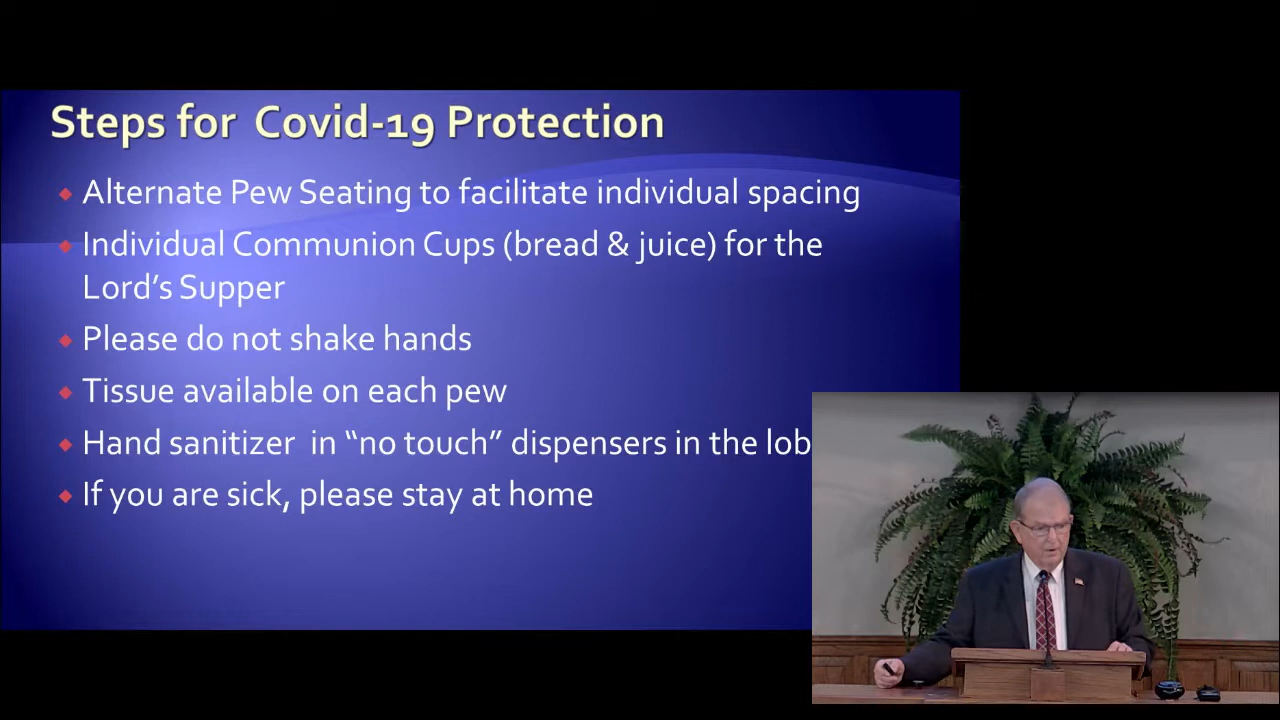 Steps for Covid-19 Protection
Alternate Pew Seating to facilitate individual spacing
Individual Communion Cups (bread & juice) for the
Lord’s Supper
Please do not shake hands
Tissue available on each pew
Hand sanitizer in “no touch” dispensers in the lob
If you are sick, please stay at home